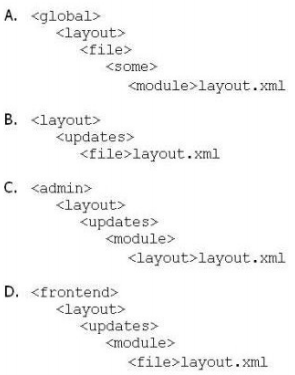 A. <global>
<layout>
<file>
<some>
<module>layout.xml
B. <layout>
<updates>
<file>layout.xml
C. <admin>
<layout>
<updates>
<module>
<layout>layout.xml
D. <frontend>
<layout>
<updates>
<module>
<file>layout.xml